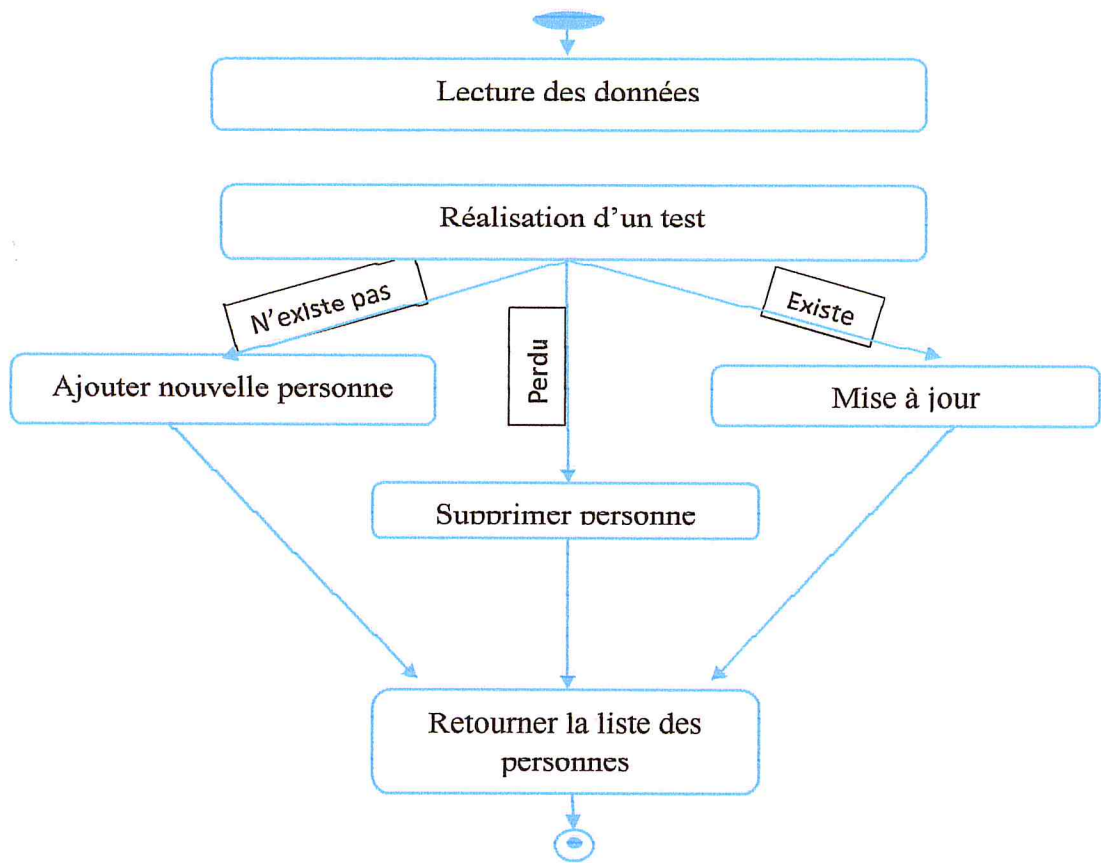 Lecture des données
Réalisation d'un test
N'existe pas
Perdu
Existe
Ajouter nouvelle personne
Mise à jour
Supprimer personne
Retourner la liste des
personnes